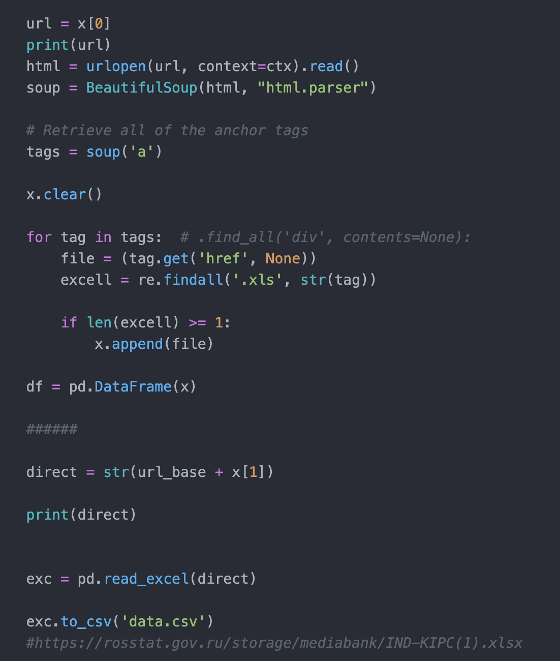 url = x[0]
print(url)
html = urlopen(url, context=ctx).read()
soup = BeautifulSoup(html, "html.parser")
# Retrieve all of the anchor tags
tags = soup('a')
x.clear()
for tag in tags:  # .find_all('div', contents=None):
    file = (tag.get('href', None))
    excell = re.findall('.xls', str(tag))
    if len(excell) >= 1:
        x.append(file)
df = pd.DataFrame(x)
######
direct = str(url_base + x[1])
print(direct)
exc = pd.read_excel(direct)
exc.to_csv('data.csv')
#https://rosstat.gov.ru/storage/mediabank/IND-KIPC(1).xlsx